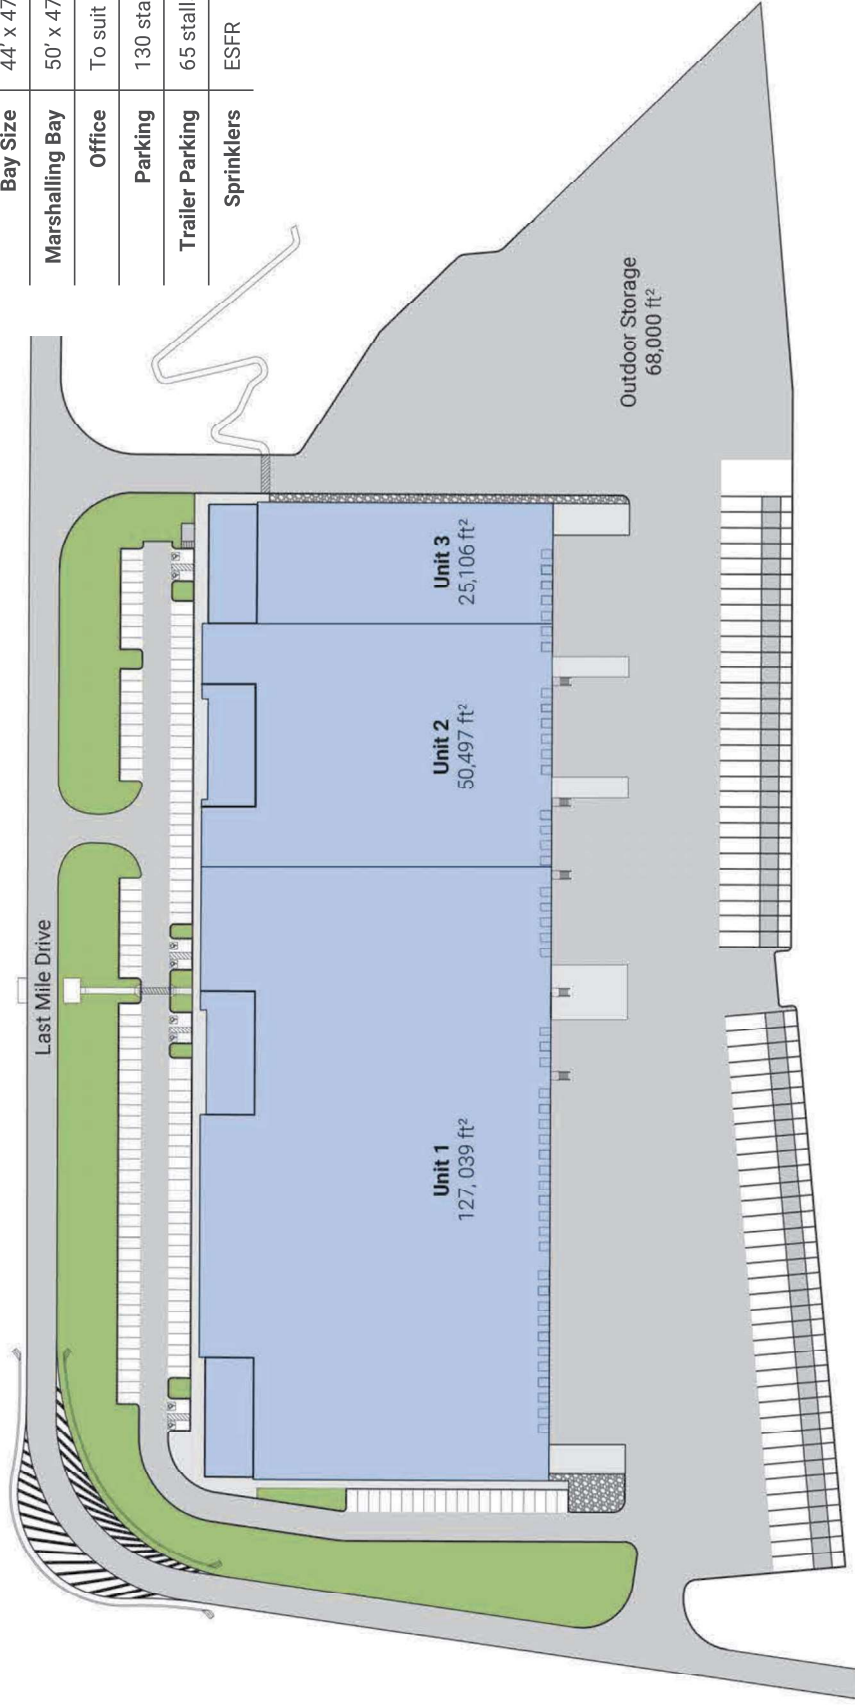 Bay Size 44' x 47
Marshalling Bay 50' x 47
Office To suit
Parking 130 sta
Trailer Parking 65 stall
Sprinklers ESFR
Last Mile Drive
Unit 1
127, 039 ft²
Unit 2
50,497 ft²
Unit 3
25,106 ft²
Outdoor Storage
68,000 ft²